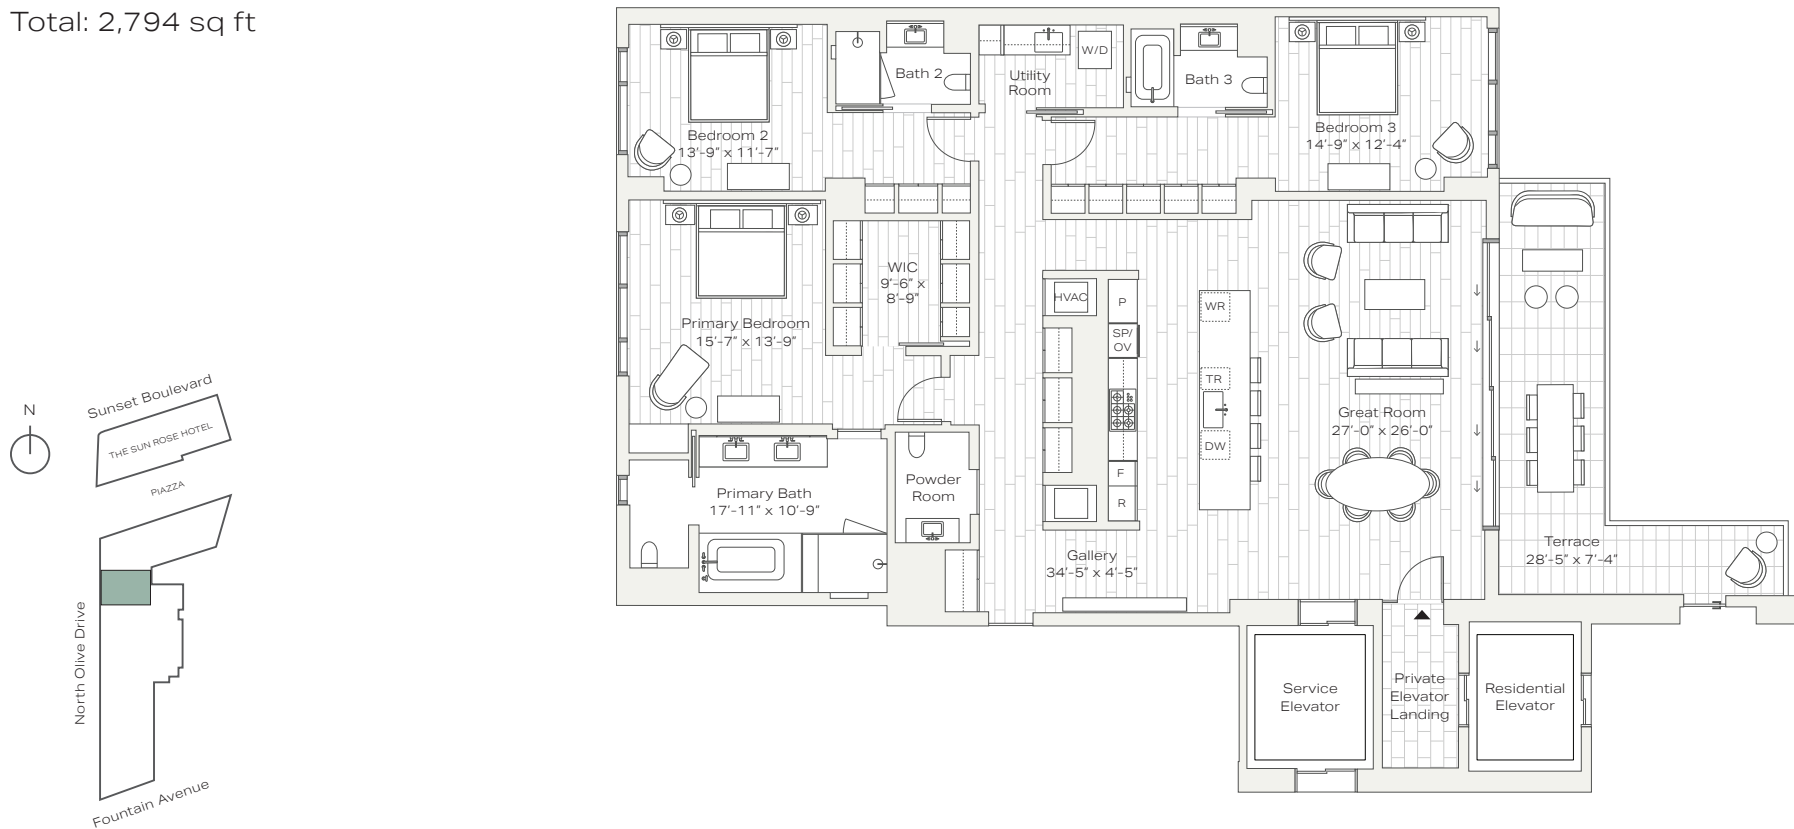 Total: 2,794 sq ft
Bedroom 2
13'-9" x 11'-7"
Bath 2
Utility
Room
W/D
Bath 3
Bedroom 3
14'-9" x 12'-4"
WIC
9'-6" x
8'-9"
Primary Bedroom
15'-7" x 13'-9"
HVAC
P
SP/
OV
F
R
WR
TR
DW
Great Room
27'-0" x 26'-0"
Primary Bath
17'-11" x 10'-9"
Powder
Room
Gallery
34'-5" x 4'-5"
Terrace
28'-5" x 7'-4"
Service
Elevator
Private
Elevator
Landing
Residential
Elevator
N
Sunset Boulevard
THE SUN ROSE HOTEL
PIAZZA
North Olive Drive
Fountain Avenue